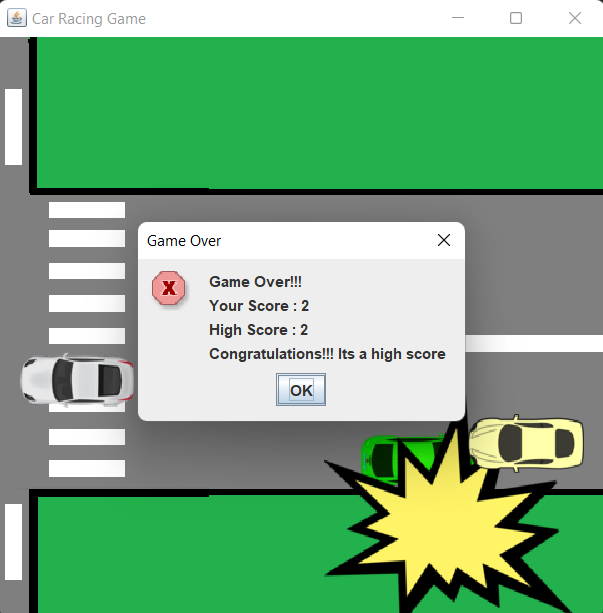 Car Racing Game
Game Over
Game Over!!!
Your Score : 2
High Score : 2
Congratulations!!! Its a high score
OK